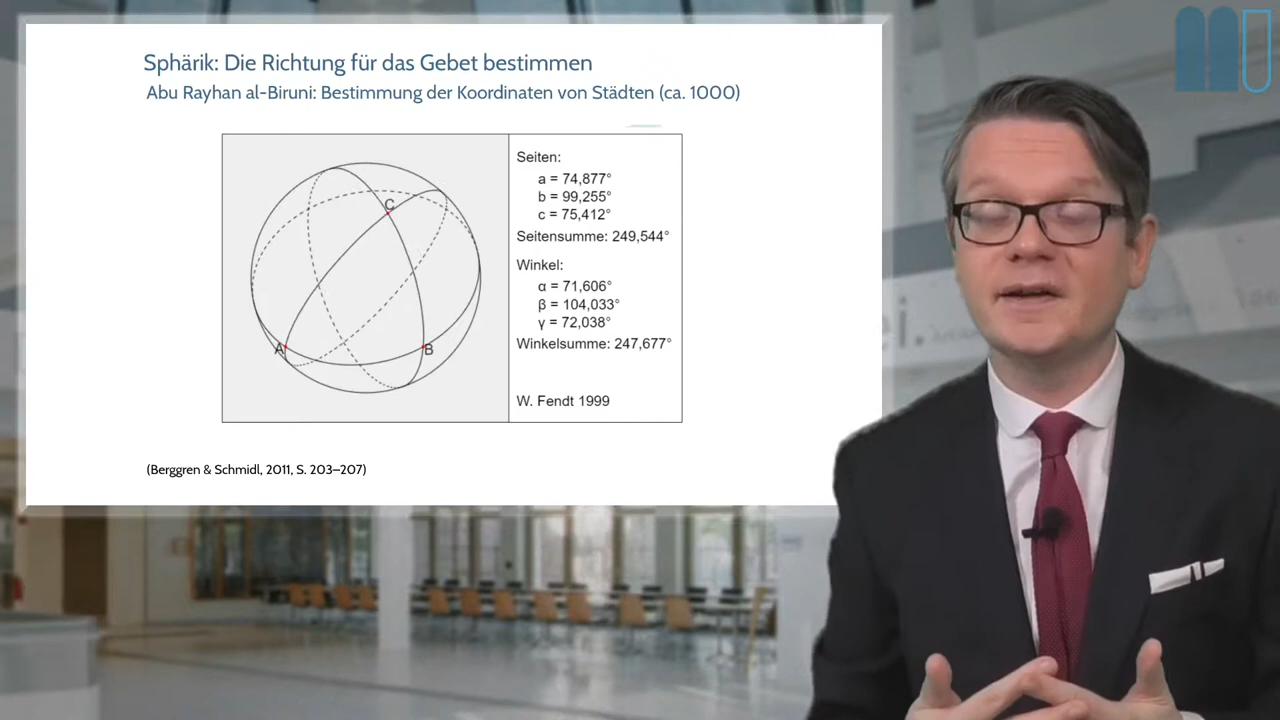 Sphärik: Die Richtung für das Gebet bestimmen
Abu Rayhan al-Biruni: Bestimmung der Koordinaten von Städten (ca. 1000)
C
A
B
Seiten:
a = 74,877°
b = 99,255°
c = 75,412°
Seitensumme: 249,544°
Winkel:
α = 71,606°
β = 104,033°
γ = 72,038°
Winkelsumme: 247,677°
W. Fendt 1999
(Berggren & Schmidl, 2011, S. 203–207)